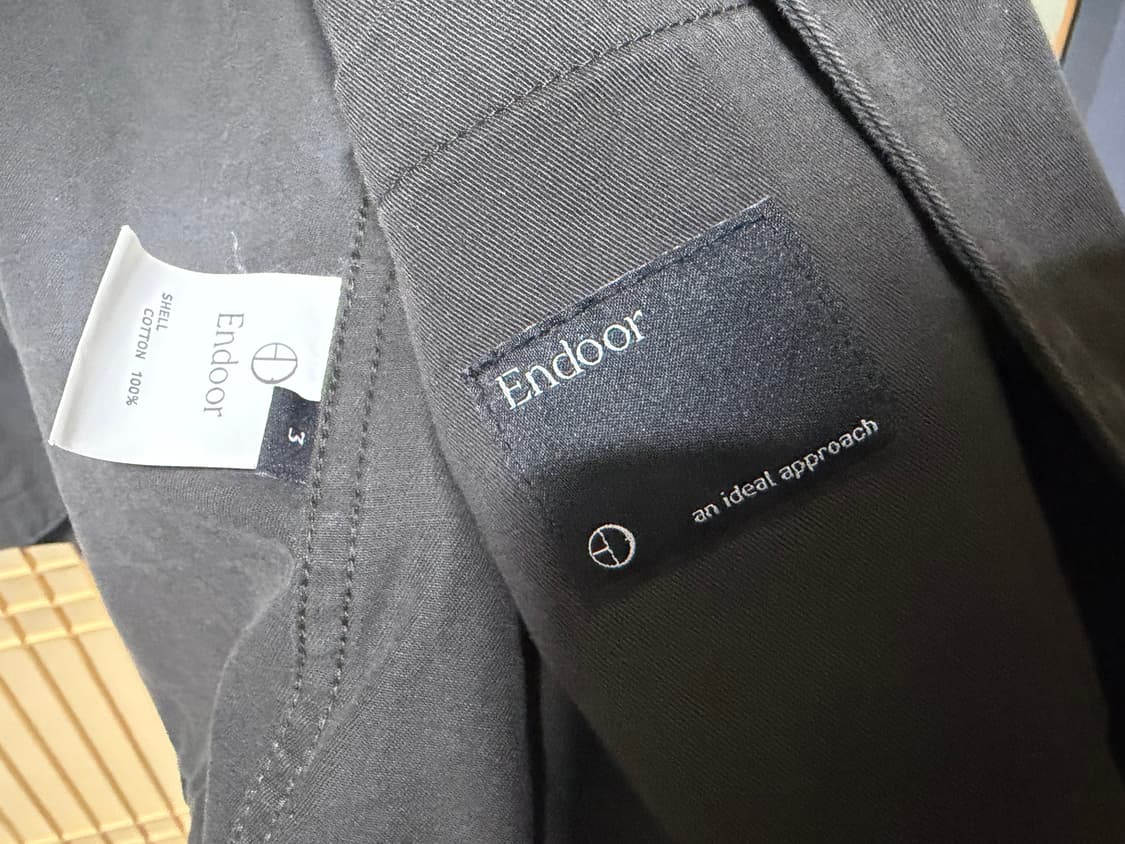 Endoor
SHELL
COTTON 100%
3
Endoor
an ideal approach